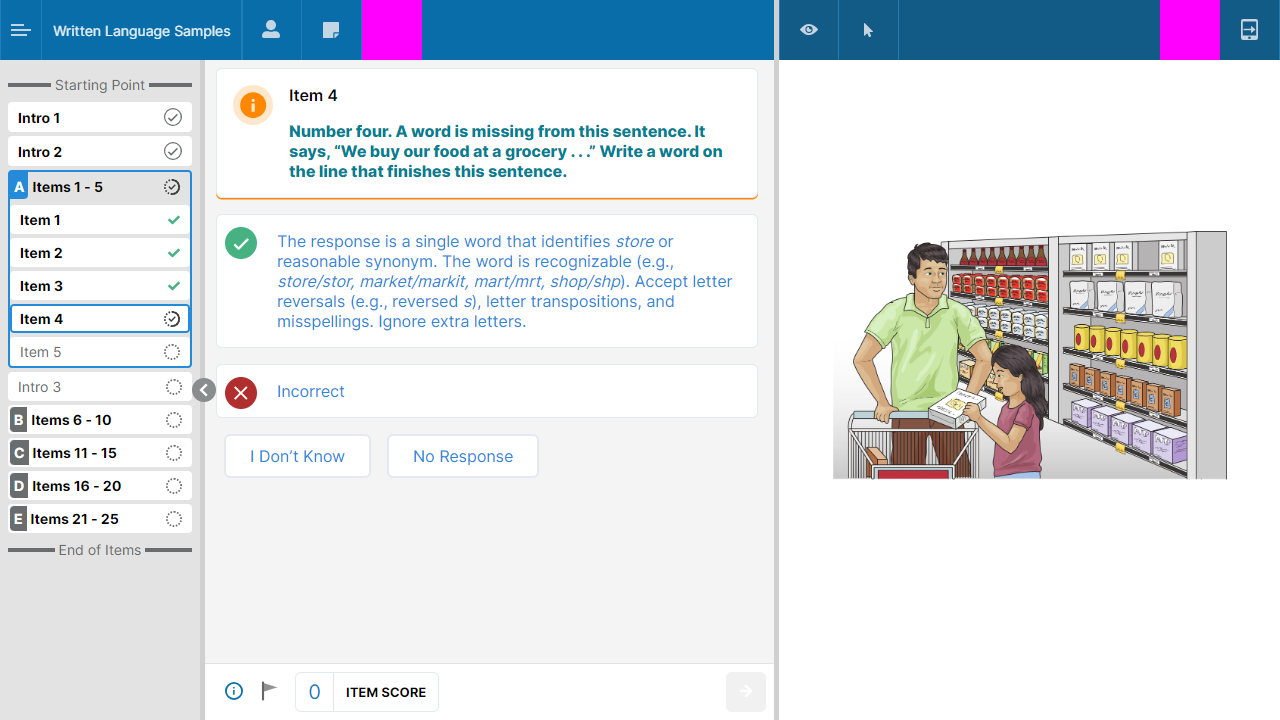 Written Language Samples
Starting Point
Intro 1
Intro 2
A Items 1 - 5
Item 1
Item 2
Item 3
Item 4
Item 5
Intro 3
B Items 6 - 10
C Items 11 - 15
D Items 16 - 20
E Items 21 - 25
End of Items
Item 4
Number four. A word is missing from this sentence. It
says, “We buy our food at a grocery . . .” Write a word on
the line that finishes this sentence.
The response is a single word that identifies store or
reasonable synonym. The word is recognizable (e.g.,
store/stor, market/markit, mart/mrt, shop/shp). Accept letter
reversals (e.g., reversed s), letter transpositions, and
misspellings. Ignore extra letters.
Incorrect
I Don’t Know
No Response
0 ITEM SCORE